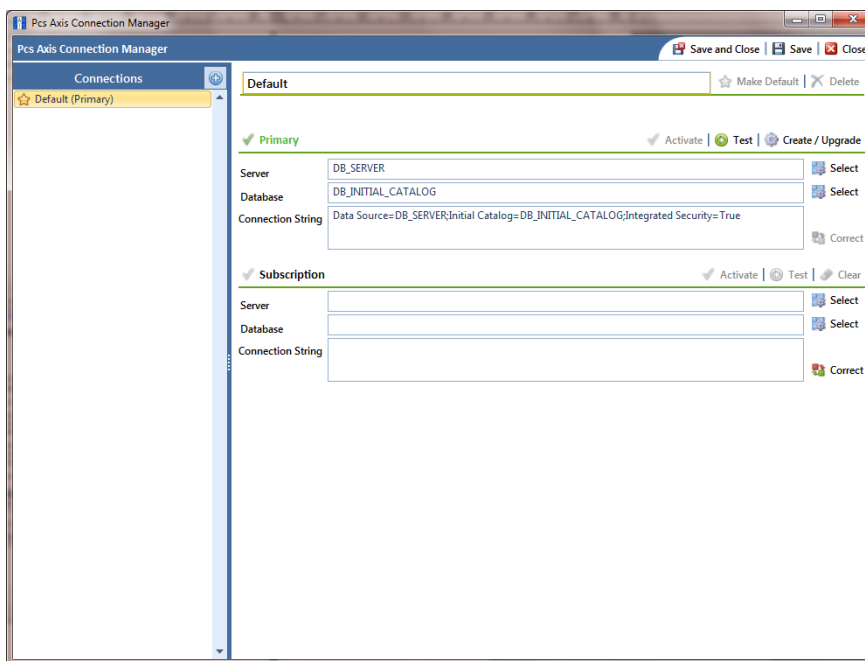 Pcs Axis Connection Manager
Pcs Axis Connection Manager
Save and Close | Save | Close
Connections
Default (Primary)
Default
Make Default | Delete
Primary
Activate | Test | Create / Upgrade
Server
DB_SERVER
Select
Database
DB_INITIAL_CATALOG
Select
Connection String
Data Source=DB_SERVER;Initial Catalog=DB_INITIAL_CATALOG;Integrated Security=True
Correct
Subscription
Activate | Test | Clear
Server
Select
Database
Select
Connection String
Correct